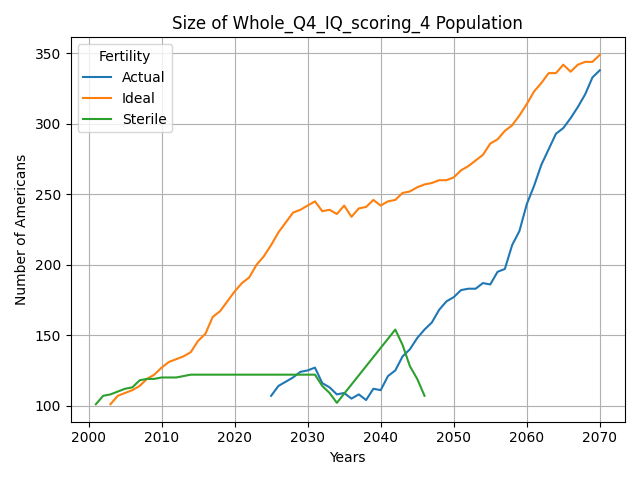 Size of Whole_Q4_IQ_scoring_4 Population
Fertility
Actual
Ideal
Sterile
350
300
250
200
150
100
Number of Americans
2000 2010 2020 2030 2040 2050 2060 2070
Years